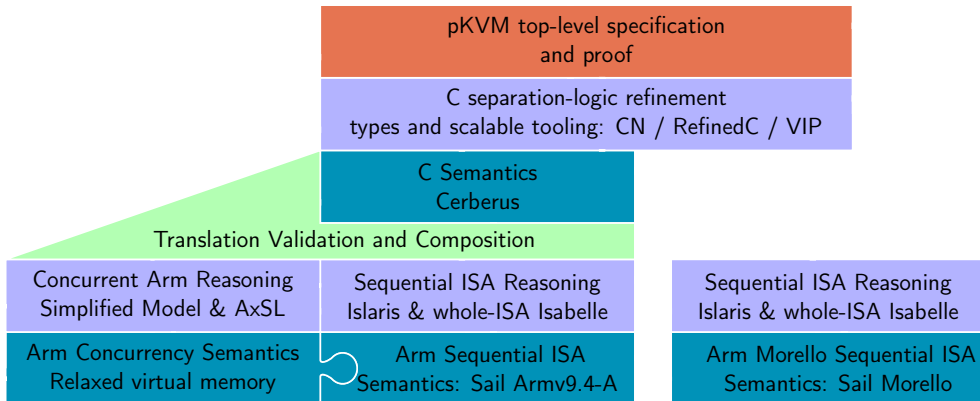 pKVM top-level specification
and proof
C separation-logic refinement
types and scalable tooling: CN / RefinedC / VIP
C Semantics
Cerberus
Translation Validation and Composition
Concurrent Arm Reasoning
Simplified Model & AxSL
Sequential ISA Reasoning
Islaris & whole-ISA Isabelle
Sequential ISA Reasoning
Islaris & whole-ISA Isabelle
Arm Concurrency Semantics
Relaxed virtual memory
Arm Sequential ISA
Semantics: Sail Armv9.4-A
Arm Morello Sequential ISA
Semantics: Sail Morello